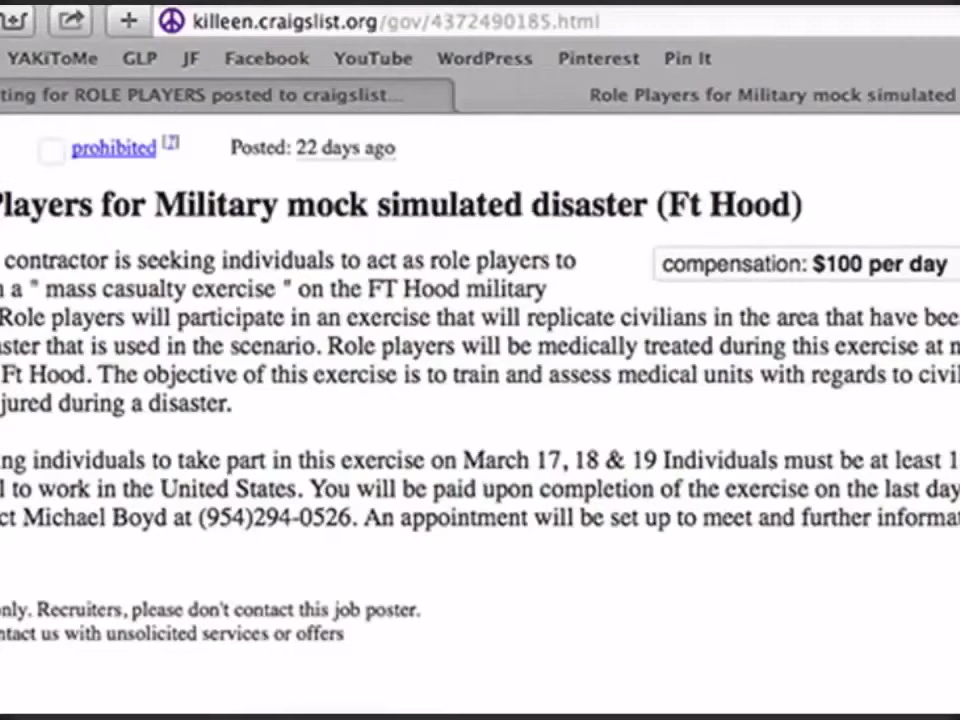 killeen.craigslist.org/gov/4372490185.html
YAKiToMe GLP JF Facebook YouTube WordPress Pinterest Pin It
ting for ROLE PLAYERS posted to craigslist... Role Players for Military mock simulated
prohibited [?] Posted: 22 days ago
Players for Military mock simulated disaster (Ft Hood)
contractor is seeking individuals to act as role players to
compensation: $100 per day
a " mass casualty exercise " on the FT Hood military
Role players will participate in an exercise that will replicate civilians in the area that have bee
ster that is used in the scenario. Role players will be medically treated during this exercise at
Ft Hood. The objective of this exercise is to train and assess medical units with regards to civil
jured during a disaster.
ng individuals to take part in this exercise on March 17, 18 & 19 Individuals must be at least 1
l to work in the United States. You will be paid upon completion of the exercise on the last day
ct Michael Boyd at (954)294-0526. An appointment will be set up to meet and further informat
only. Recruiters, please don't contact this job poster.
ntact us with unsolicited services or offers